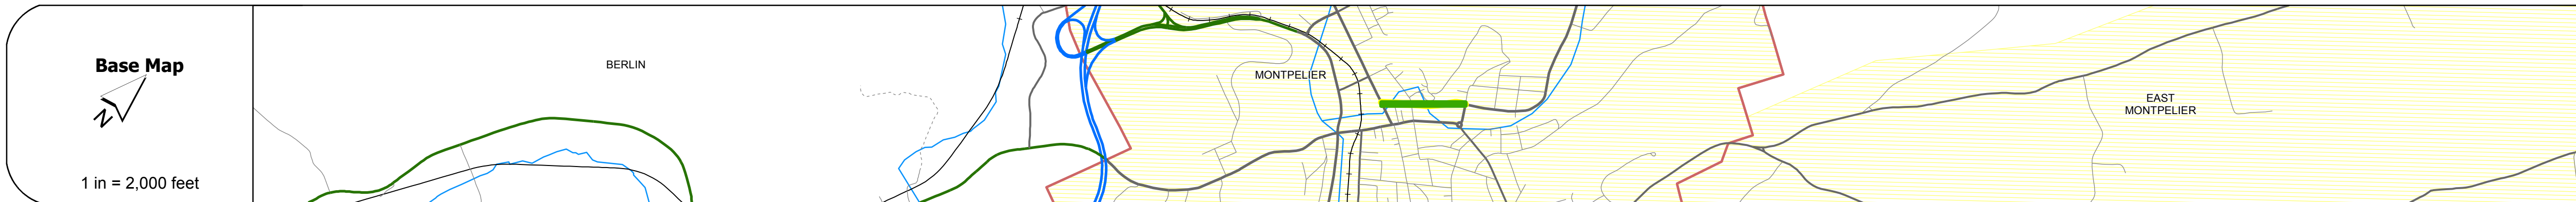 Base Map
N
1 in = 2,000 feet
BERLIN
MONTPELIER
EAST
MONTPELIER